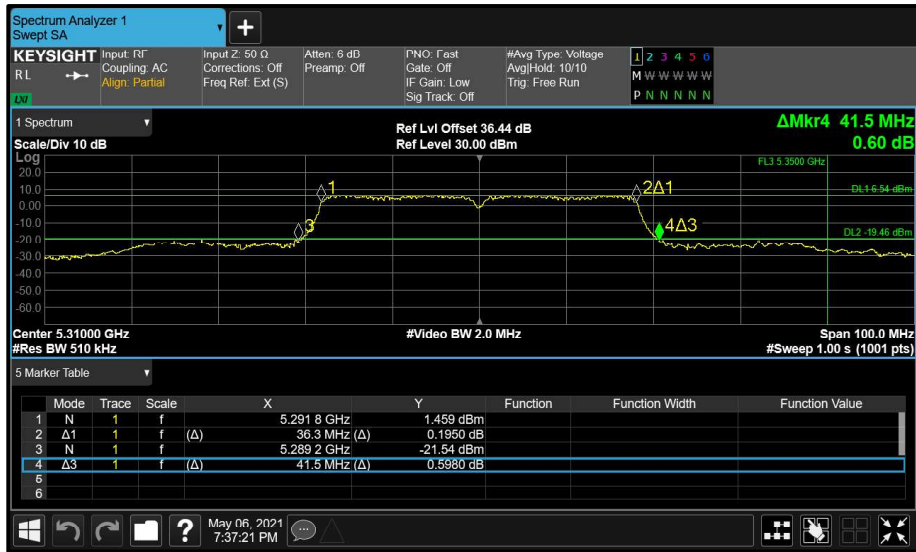 Spectrum Analyzer 1
Swept SA
+
KEYSIGHT Input: RF Input Z: 50 Ω Atten: 6 dB PNO: Fast #Avg Type: Voltage 1 2 3 4 5 6
RL Coupling: AC Corrections: Off Preamp: Off Gate: Off Avg|Hold: 10/10 M W W W W W
Align: Partial Freq Ref: Ext (S) IF Gain: Low Trig: Free Run
LXI Sig Track: Off P N N N N N
1 Spectrum Ref Lvl Offset 36.44 dB ΔMkr4 41.5 MHz
Scale/Div 10 dB Ref Level 30.00 dBm 0.60 dB
Log FL3 5.3500 GHz
20.0
10.0 1 2Δ1 DL1 6.54 dBm
0.00
-10.0 3 4Δ3
-20.0 DL2 -19.46 dBm
-30.0
-40.0
-50.0
-60.0
Center 5.31000 GHz #Video BW 2.0 MHz Span 100.0 MHz
#Res BW 510 kHz #Sweep 1.00 s (1001 pts)
5 Marker Table
Mode Trace Scale X Y Function Function Width Function Value
1 N 1 f 5.291 8 GHz 1.459 dBm
2 Δ1 1 f (Δ) 36.3 MHz (Δ) 0.1950 dB
3 N 1 f 5.289 2 GHz -21.54 dBm
4 Δ3 1 f (Δ) 41.5 MHz (Δ) 0.5980 dB
5
6
? May 06, 2021
7:37:21 PM